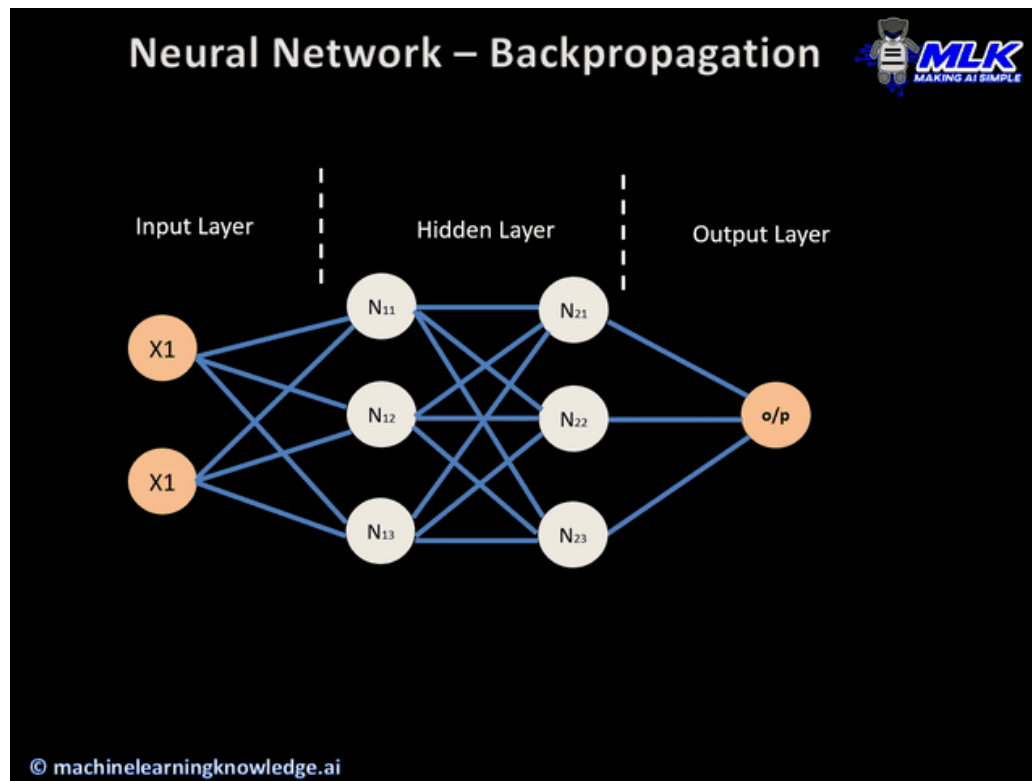 Neural Network – Backpropagation
MLK
MAKING AI SIMPLE
Input Layer
Hidden Layer
Output Layer
N₁₁
N₂₁
X1
N₁₂
N₂₂
o/p
X1
N₁₃
N₂₃
© machinelearningknowledge.ai